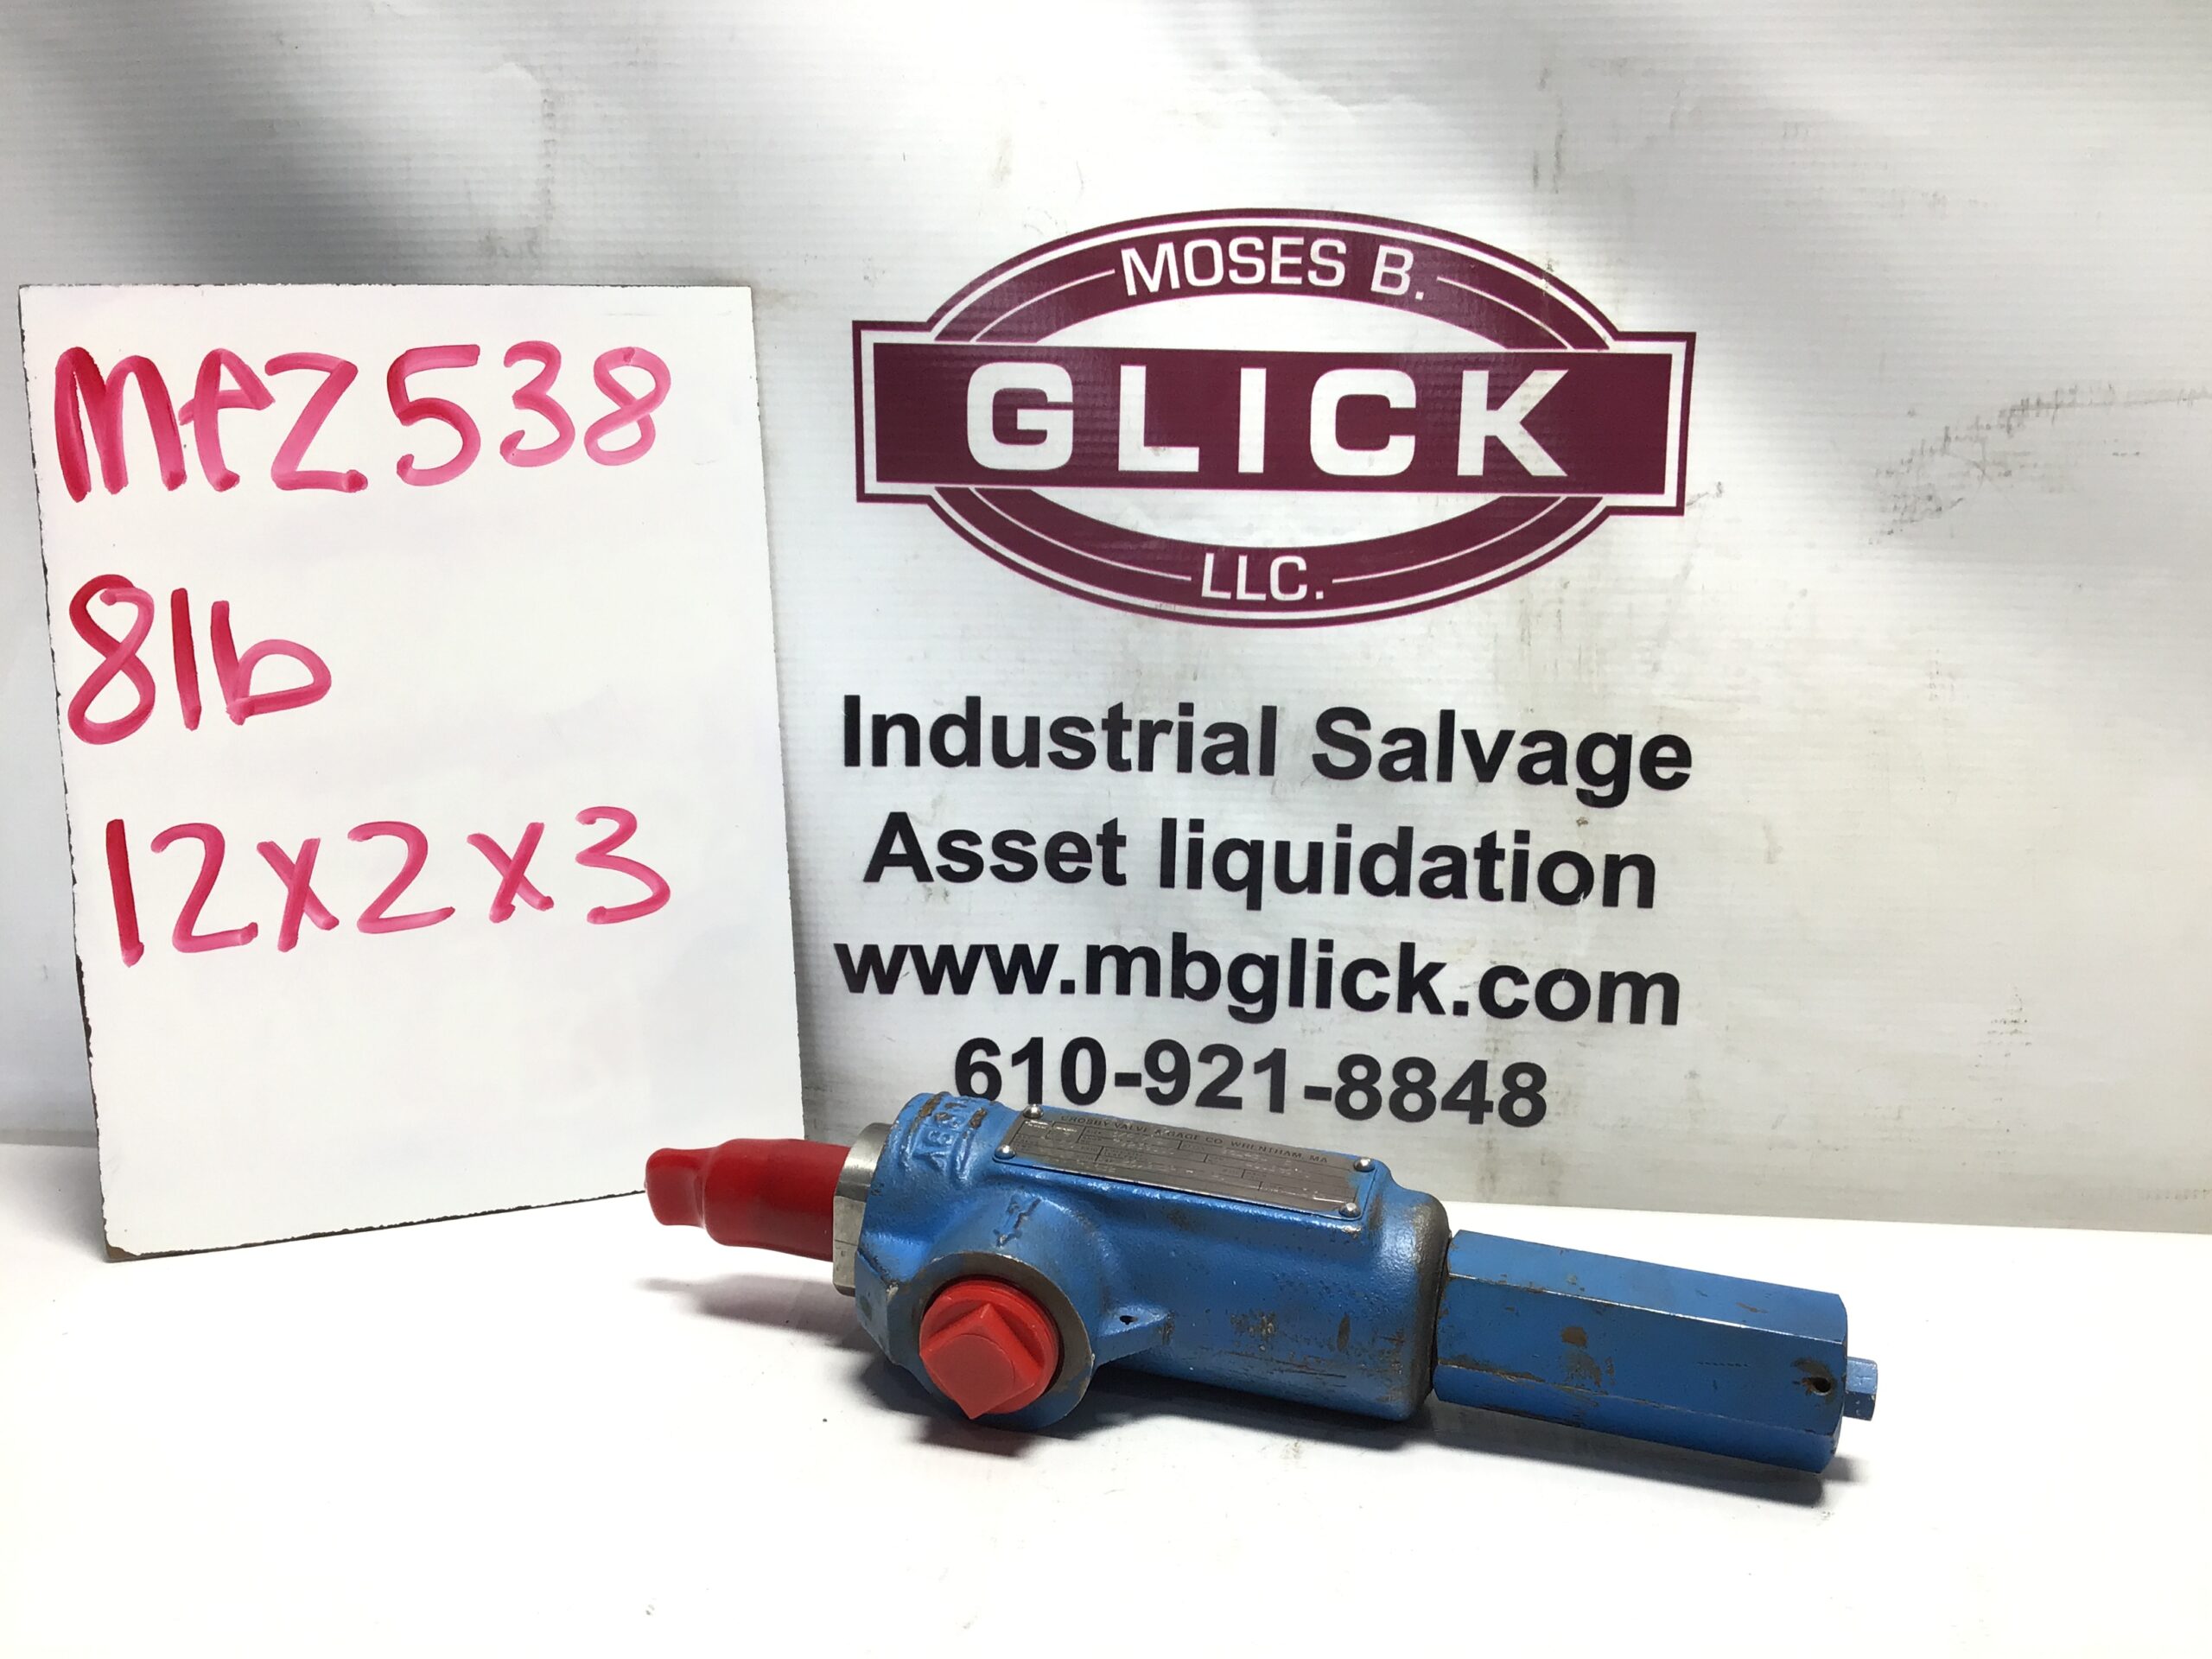 MEZ538
8lb
12x2x3
MOSES B.
GLICK
LLC.
Industrial Salvage
Asset liquidation
www.mbglick.com
610-921-8848
CROSBY VALVE & GAGE CO. WRENTHAM, MA